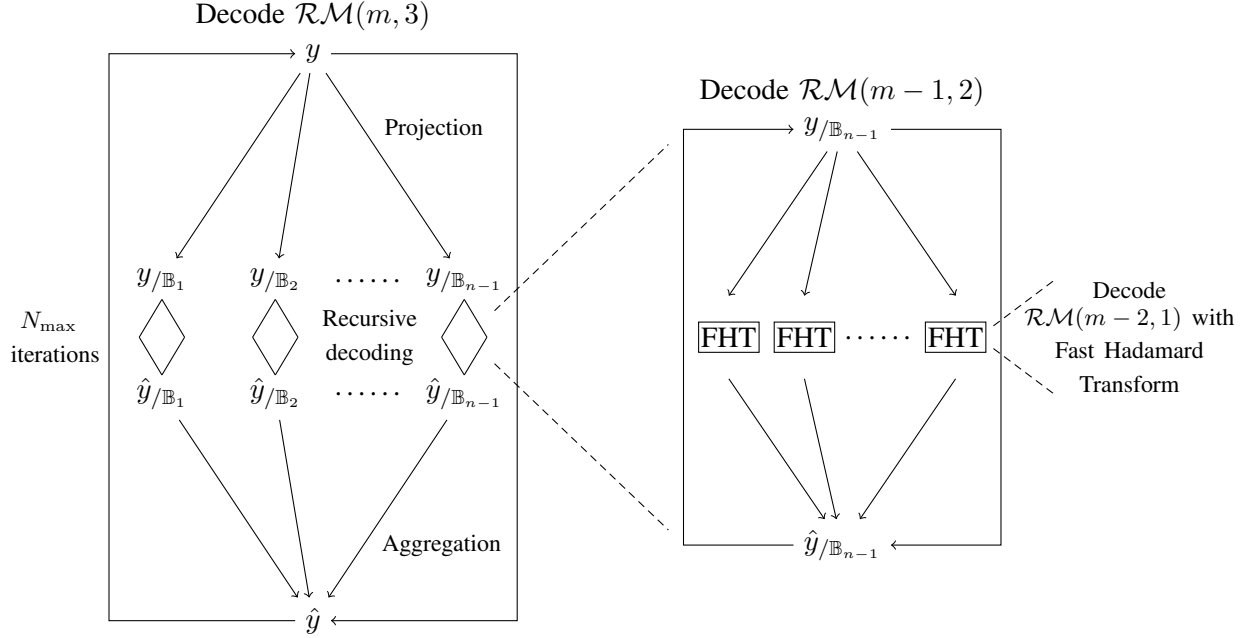 Decode $\mathcal{RM}(m, 3)$
$y$
Projection
$y_{/\mathbb{B}_1}$ $y_{/\mathbb{B}_2}$ ...... $y_{/\mathbb{B}_{n-1}}$
$N_{\max}$
iterations
Recursive
decoding
$\hat{y}_{/\mathbb{B}_1}$ $\hat{y}_{/\mathbb{B}_2}$ ...... $\hat{y}_{/\mathbb{B}_{n-1}}$
Aggregation
$\hat{y}$
Decode $\mathcal{RM}(m-1, 2)$
$y_{/\mathbb{B}_{n-1}}$
FHT FHT ...... FHT
$\hat{y}_{/\mathbb{B}_{n-1}}$
Decode
$\mathcal{RM}(m-2, 1)$ with
Fast Hadamard
Transform